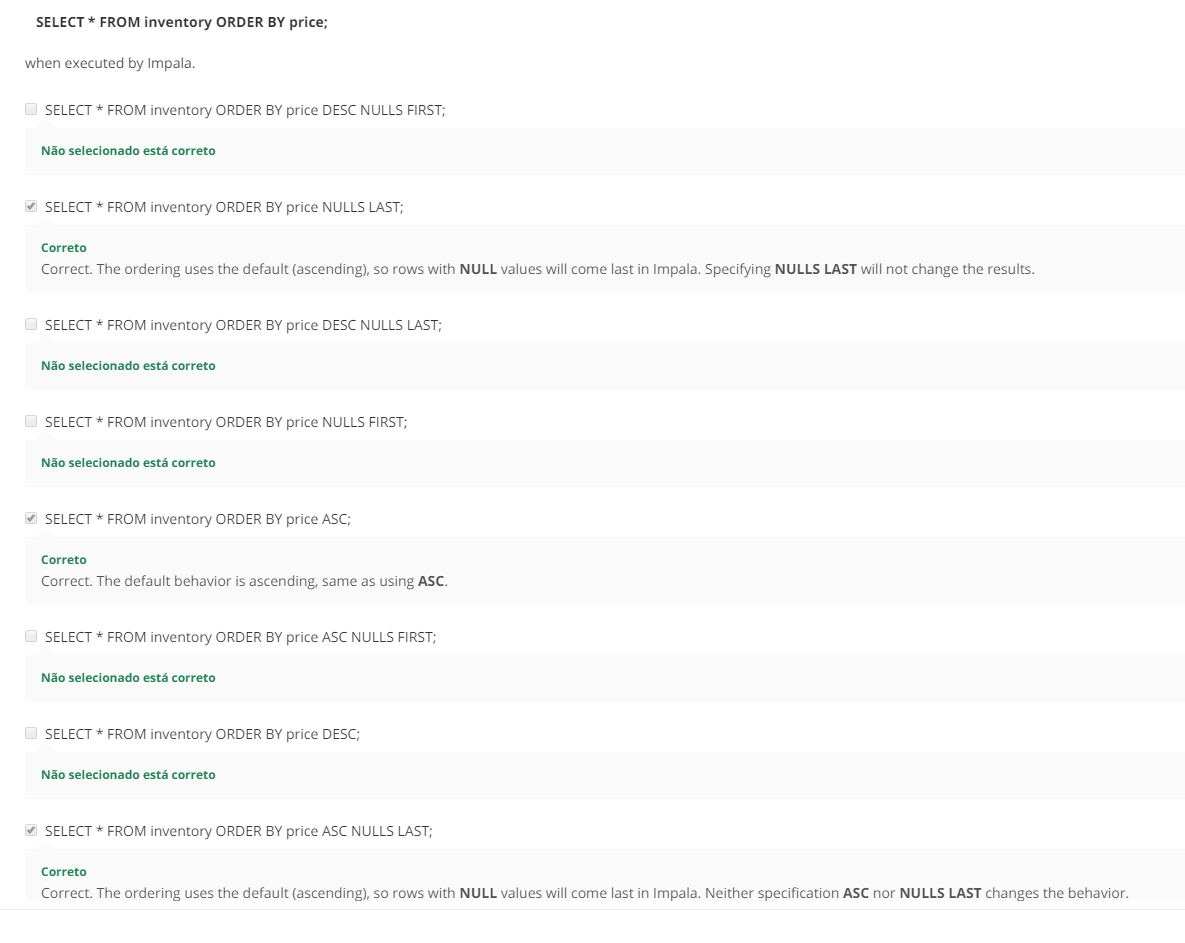 SELECT * FROM inventory ORDER BY price;
when executed by Impala.
SELECT * FROM inventory ORDER BY price DESC NULLS FIRST;
Não selecionado está correto
SELECT * FROM inventory ORDER BY price NULLS LAST;
Correto
Correct. The ordering uses the default (ascending), so rows with NULL values will come last in Impala. Specifying NULLS LAST will not change the results.
SELECT * FROM inventory ORDER BY price DESC NULLS LAST;
Não selecionado está correto
SELECT * FROM inventory ORDER BY price NULLS FIRST;
Não selecionado está correto
SELECT * FROM inventory ORDER BY price ASC;
Correto
Correct. The default behavior is ascending, same as using ASC.
SELECT * FROM inventory ORDER BY price ASC NULLS FIRST;
Não selecionado está correto
SELECT * FROM inventory ORDER BY price DESC;
Não selecionado está correto
SELECT * FROM inventory ORDER BY price ASC NULLS LAST;
Correto
Correct. The ordering uses the default (ascending), so rows with NULL values will come last in Impala. Neither specification ASC nor NULLS LAST changes the behavior.